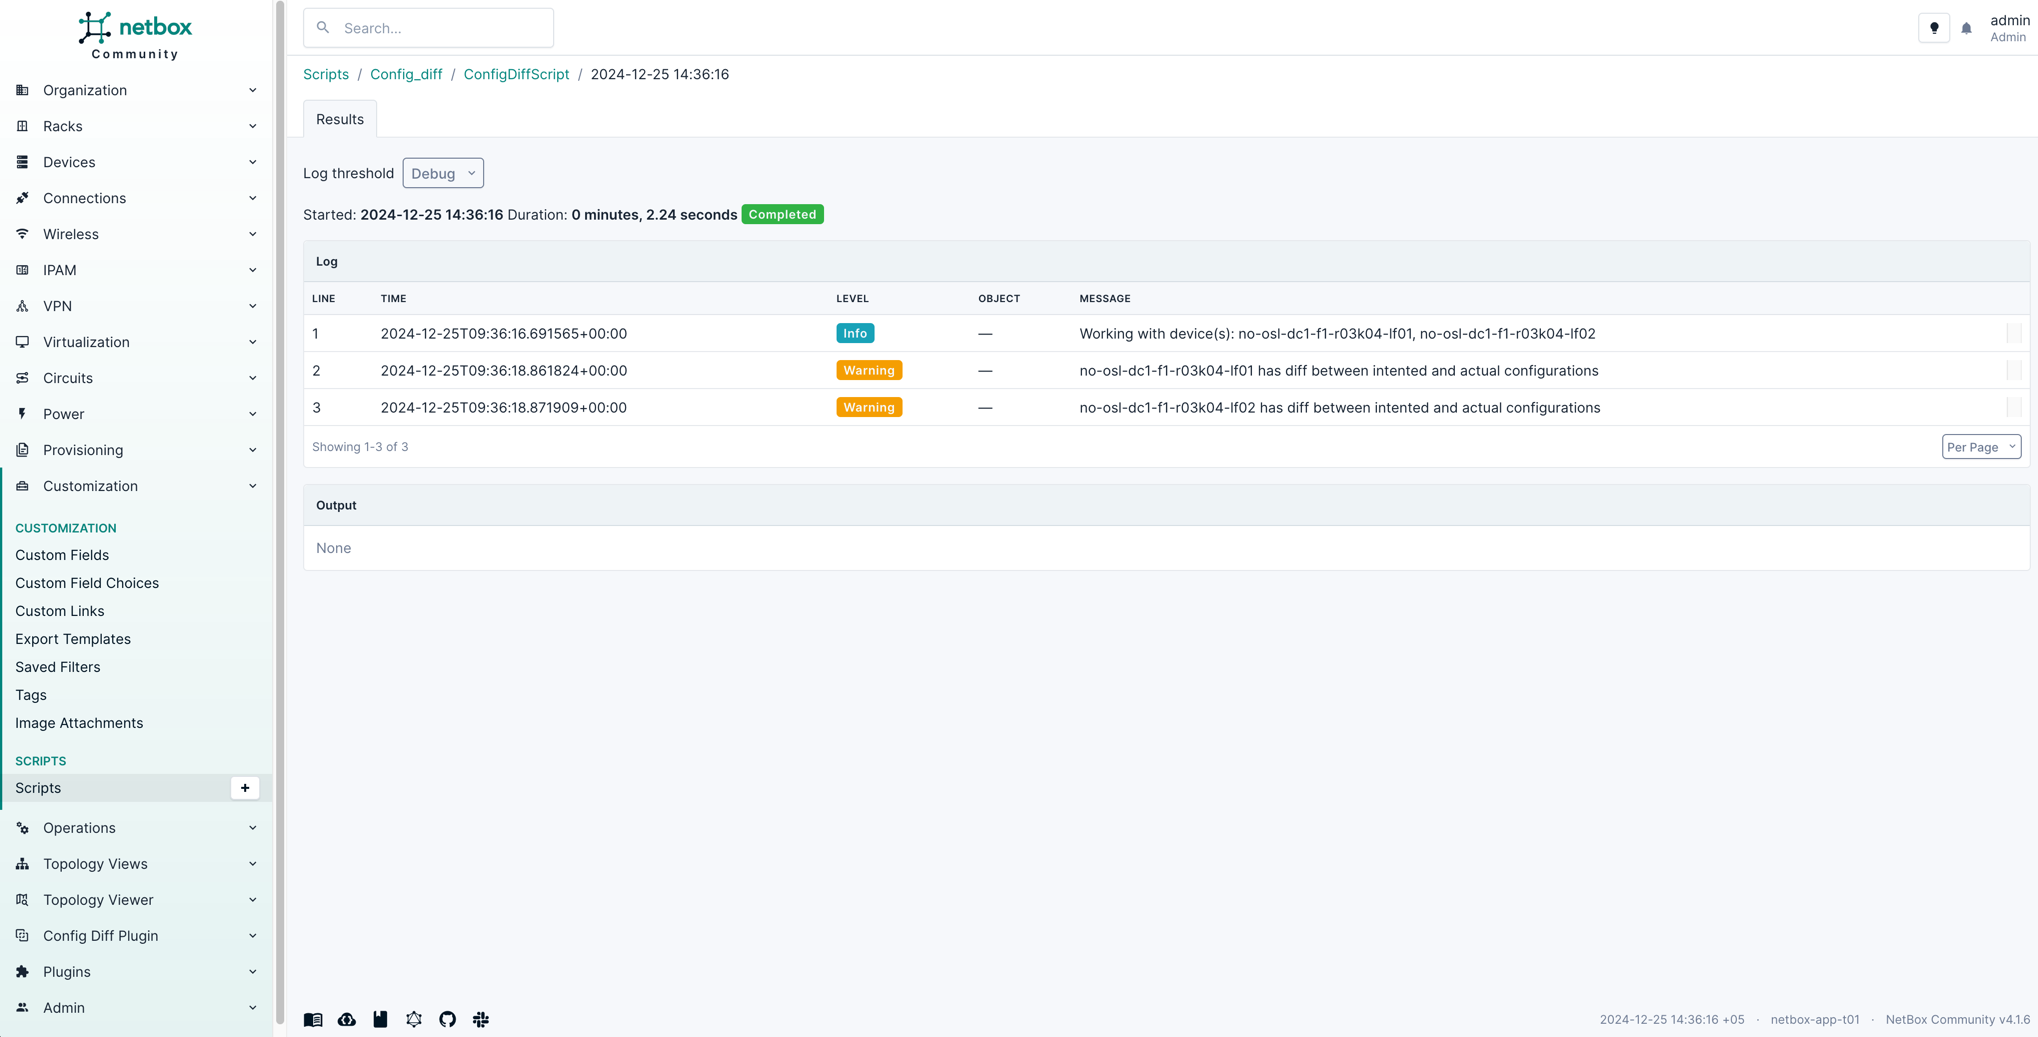 netbox
Community
Organization
Racks
Devices
Connections
Wireless
IPAM
VPN
Virtualization
Circuits
Power
Provisioning
Customization
CUSTOMIZATION
Custom Fields
Custom Field Choices
Custom Links
Export Templates
Saved Filters
Tags
Image Attachments
SCRIPTS
Scripts +
Operations
Topology Views
Topology Viewer
Config Diff Plugin
Plugins
Admin
Search...
admin
Admin
Scripts / Config_diff / ConfigDiffScript / 2024-12-25 14:36:16
Results
Log threshold Debug
Started: 2024-12-25 14:36:16 Duration: 0 minutes, 2.24 seconds Completed
Log
LINE TIME LEVEL OBJECT MESSAGE
1 2024-12-25T09:36:16.691565+00:00 Info — Working with device(s): no-osl-dc1-f1-r03k04-lf01, no-osl-dc1-f1-r03k04-lf02
2 2024-12-25T09:36:18.861824+00:00 Warning — no-osl-dc1-f1-r03k04-lf01 has diff between intented and actual configurations
3 2024-12-25T09:36:18.871909+00:00 Warning — no-osl-dc1-f1-r03k04-lf02 has diff between intented and actual configurations
Showing 1-3 of 3 Per Page
Output
None
2024-12-25 14:36:16 +05 · netbox-app-t01 · NetBox Community v4.1.6